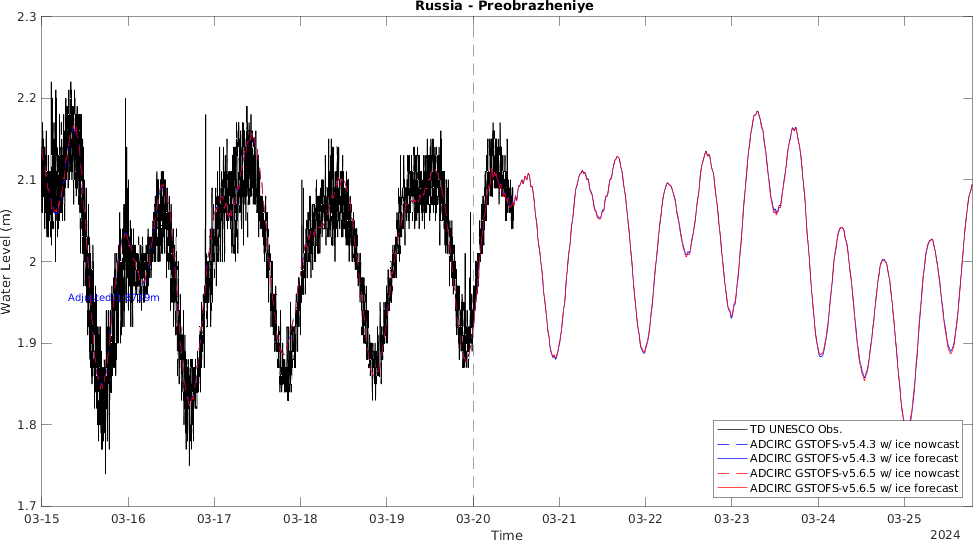 Russia - Preobrazheniye
2.3
2.2
2.1
2
1.9
1.8
1.7
Water Level (m)
Adjusted
TD UNESCO Obs.
ADCIRC GSTOFS-v5.4.3 w/ ice nowcast
ADCIRC GSTOFS-v5.4.3 w/ ice forecast
ADCIRC GSTOFS-v5.6.5 w/ ice nowcast
ADCIRC GSTOFS-v5.6.5 w/ ice forecast
03-15 03-16 03-17 03-18 03-19 03-20 03-21 03-22 03-23 03-24 03-25
Time
2024